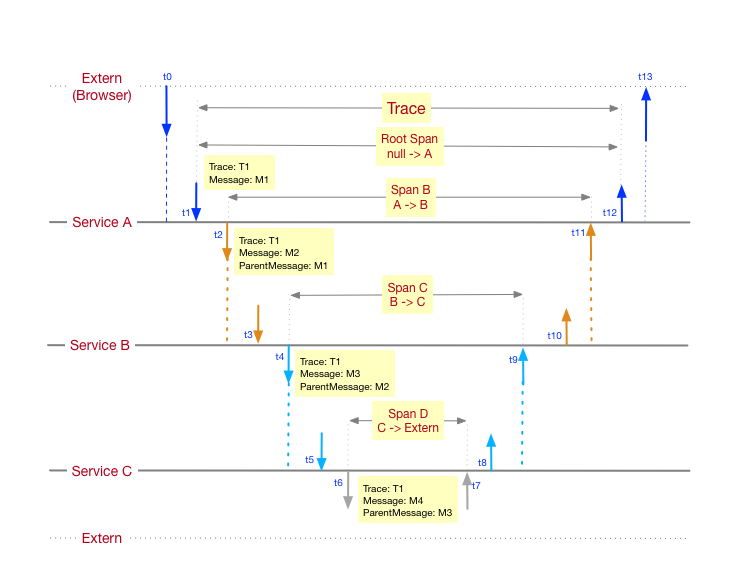 Extern
(Browser)
t0
t13
Trace
Root Span
null -> A
Trace: T1
Message: M1
Span B
A -> B
t1
t12
Service A
t2
Trace: T1
Message: M2
ParentMessage: M1
t11
Span C
B -> C
t3
t10
Service B
t4
Trace: T1
Message: M3
ParentMessage: M2
t9
Span D
C -> Extern
t5
t8
Service C
t6
Trace: T1
Message: M4
ParentMessage: M3
t7
Extern